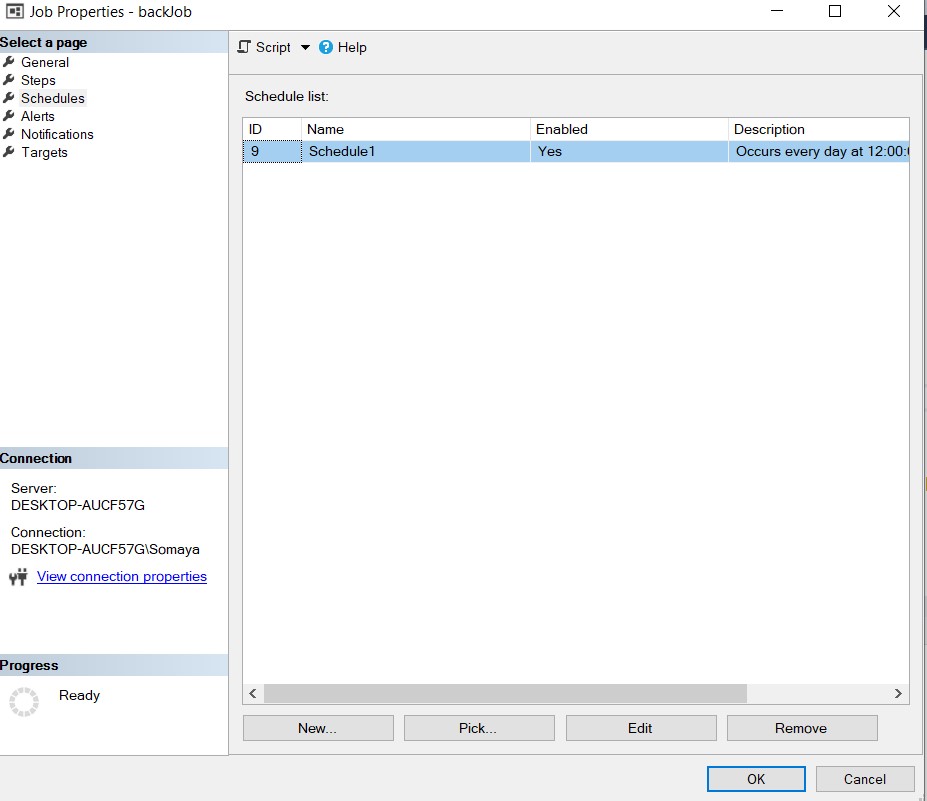 Job Properties - backJob
Select a page
General
Steps
Schedules
Alerts
Notifications
Targets
Script
Help
Schedule list:
ID Name Enabled Description
9 Schedule1 Yes Occurs every day at 12:00:
Connection
Server:
DESKTOP-AUCF57G
Connection:
DESKTOP-AUCF57G\Somaya
View connection properties
Progress
Ready
New... Pick... Edit Remove
OK Cancel